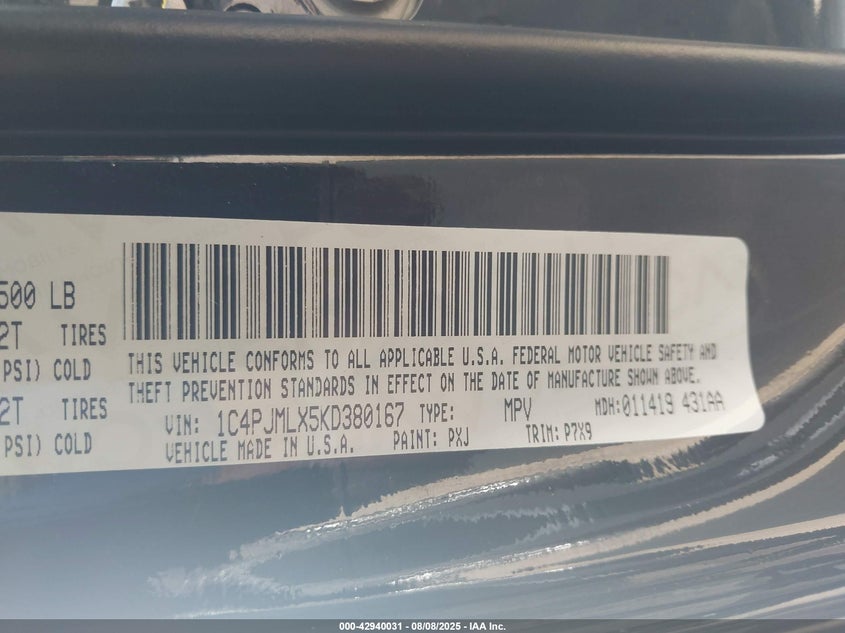 500 LB
2T TIRES
PSI) COLD
2T TIRES
PSI) COLD
THIS VEHICLE CONFORMS TO ALL APPLICABLE U.S.A. FEDERAL MOTOR VEHICLE SAFETY AND
THEFT PREVENTION STANDARDS IN EFFECT ON THE DATE OF MANUFACTURE SHOWN ABOVE.
VIN: 1C4PJMLX5KD380167 TYPE: MPV MDH:011419 431AA
VEHICLE MADE IN U.S.A. PAINT: PXJ TRIM: P7X9
000-42940031 - 08/08/2025 - IAA Inc.